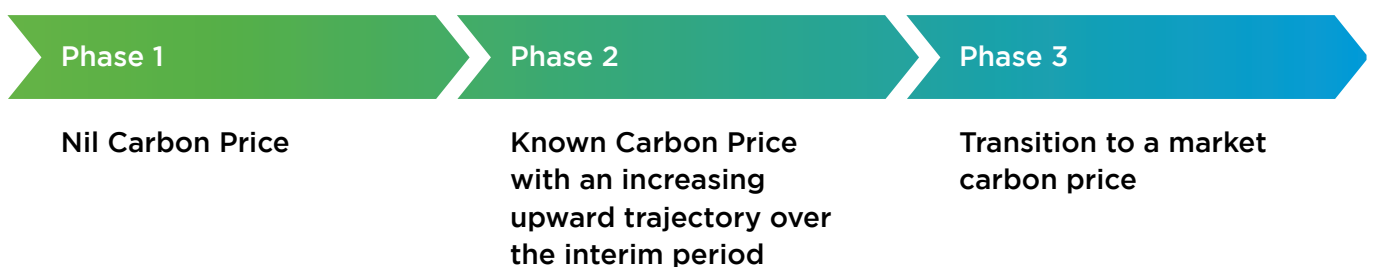 Phase 1
Nil Carbon Price
Phase 2
Known Carbon Price
with an increasing
upward trajectory over
the interim period
Phase 3
Transition to a market
carbon price